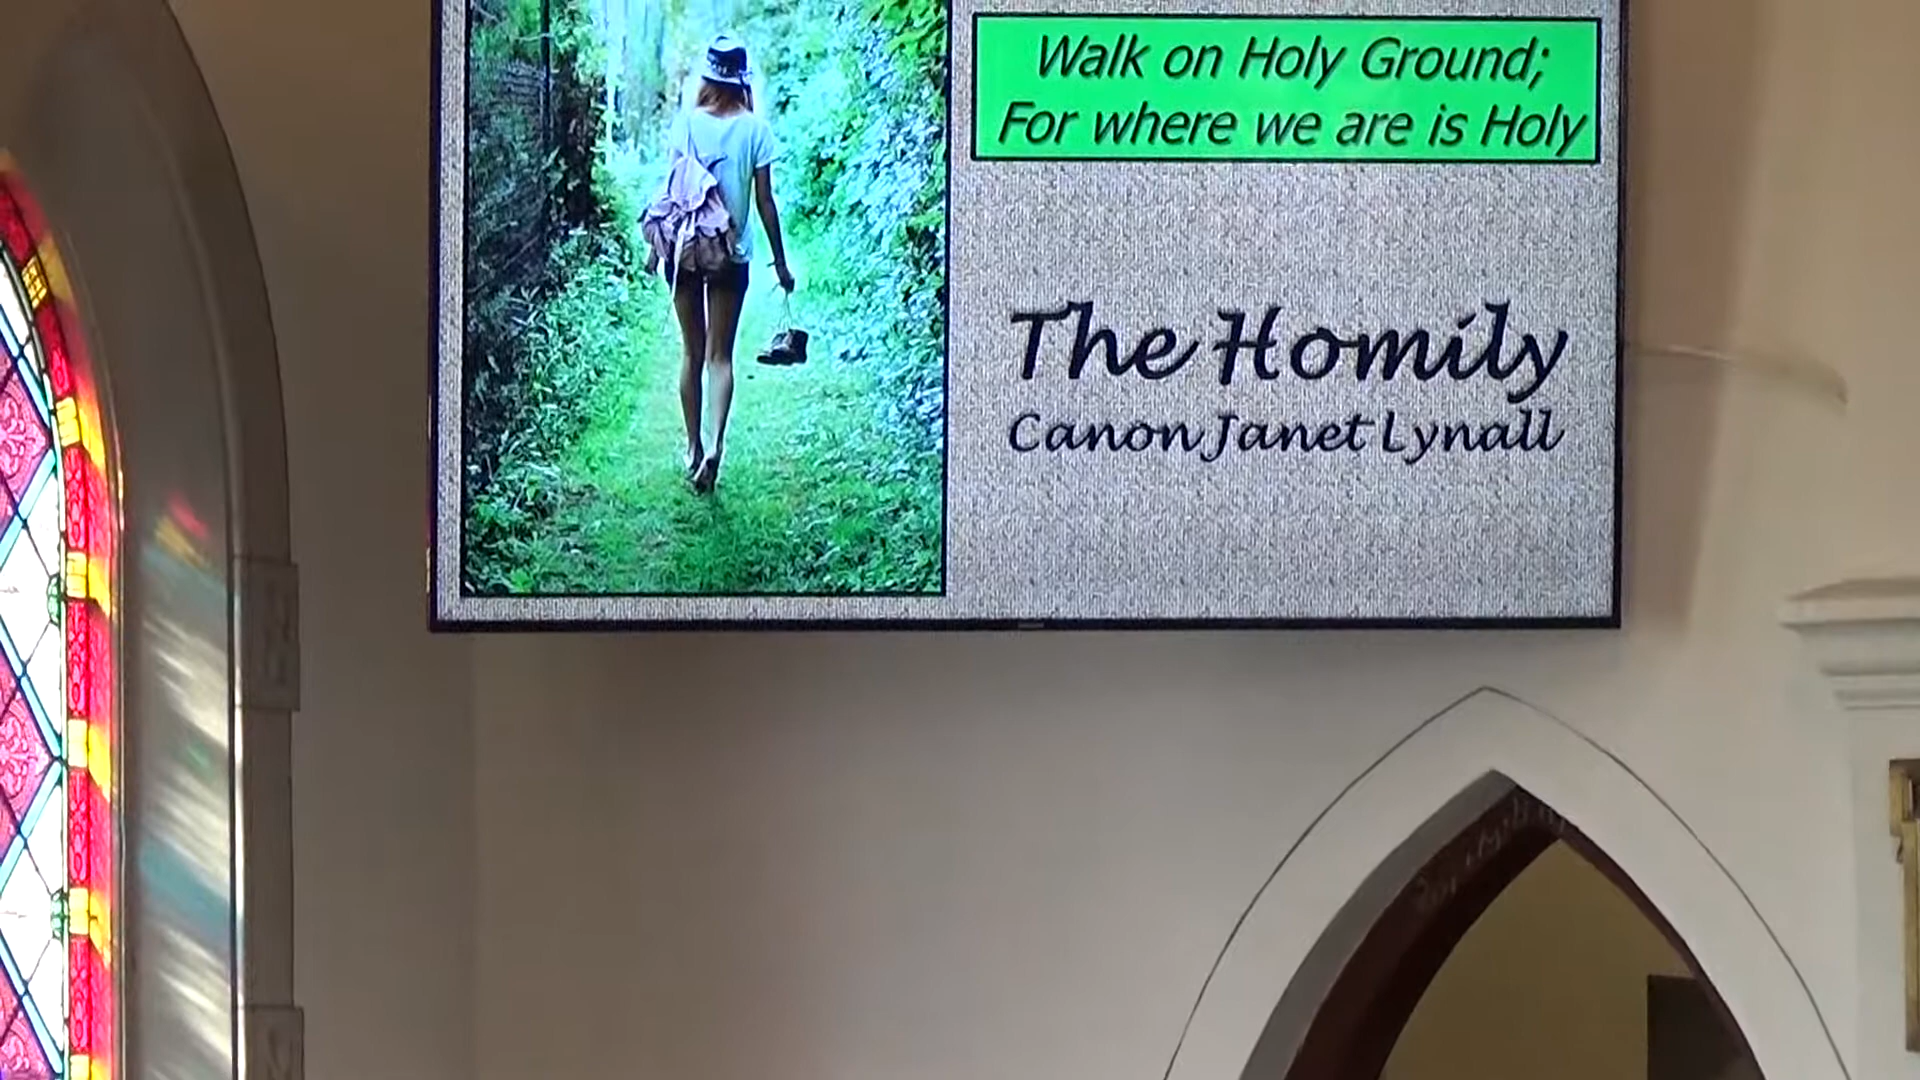 Walk on Holy Ground;
For where we are is Holy
The Homily
Canon Janet Lynall